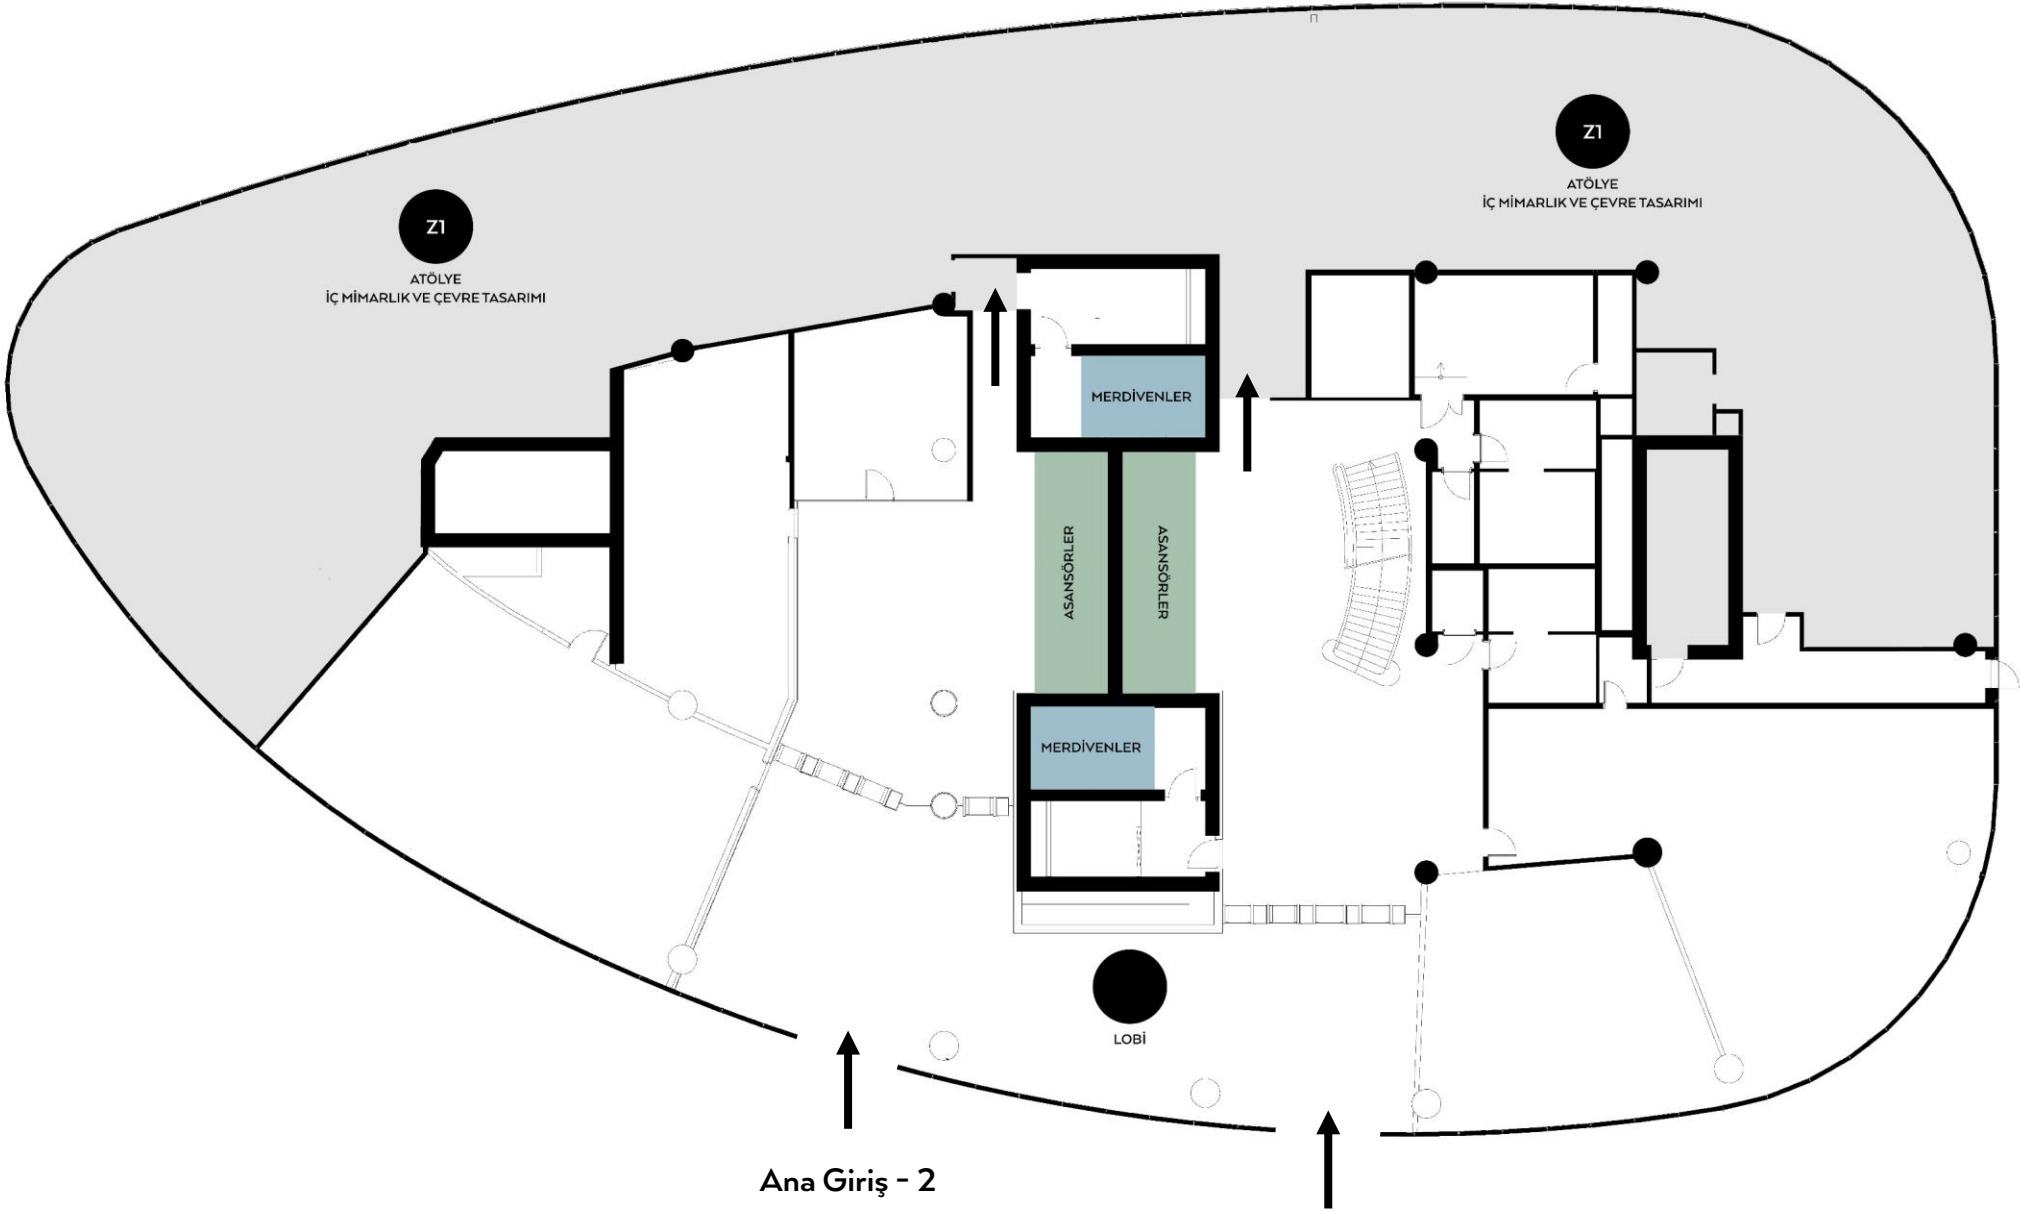 Z1
ATÖLYE
İÇ MİMARLIK VE ÇEVRE TASARIMI
Z1
ATÖLYE
İÇ MİMARLIK VE ÇEVRE TASARIMI
MERDİVENLER
ASANSÖRLER
ASANSÖRLER
MERDİVENLER
LOBİ
Ana Giriş - 2